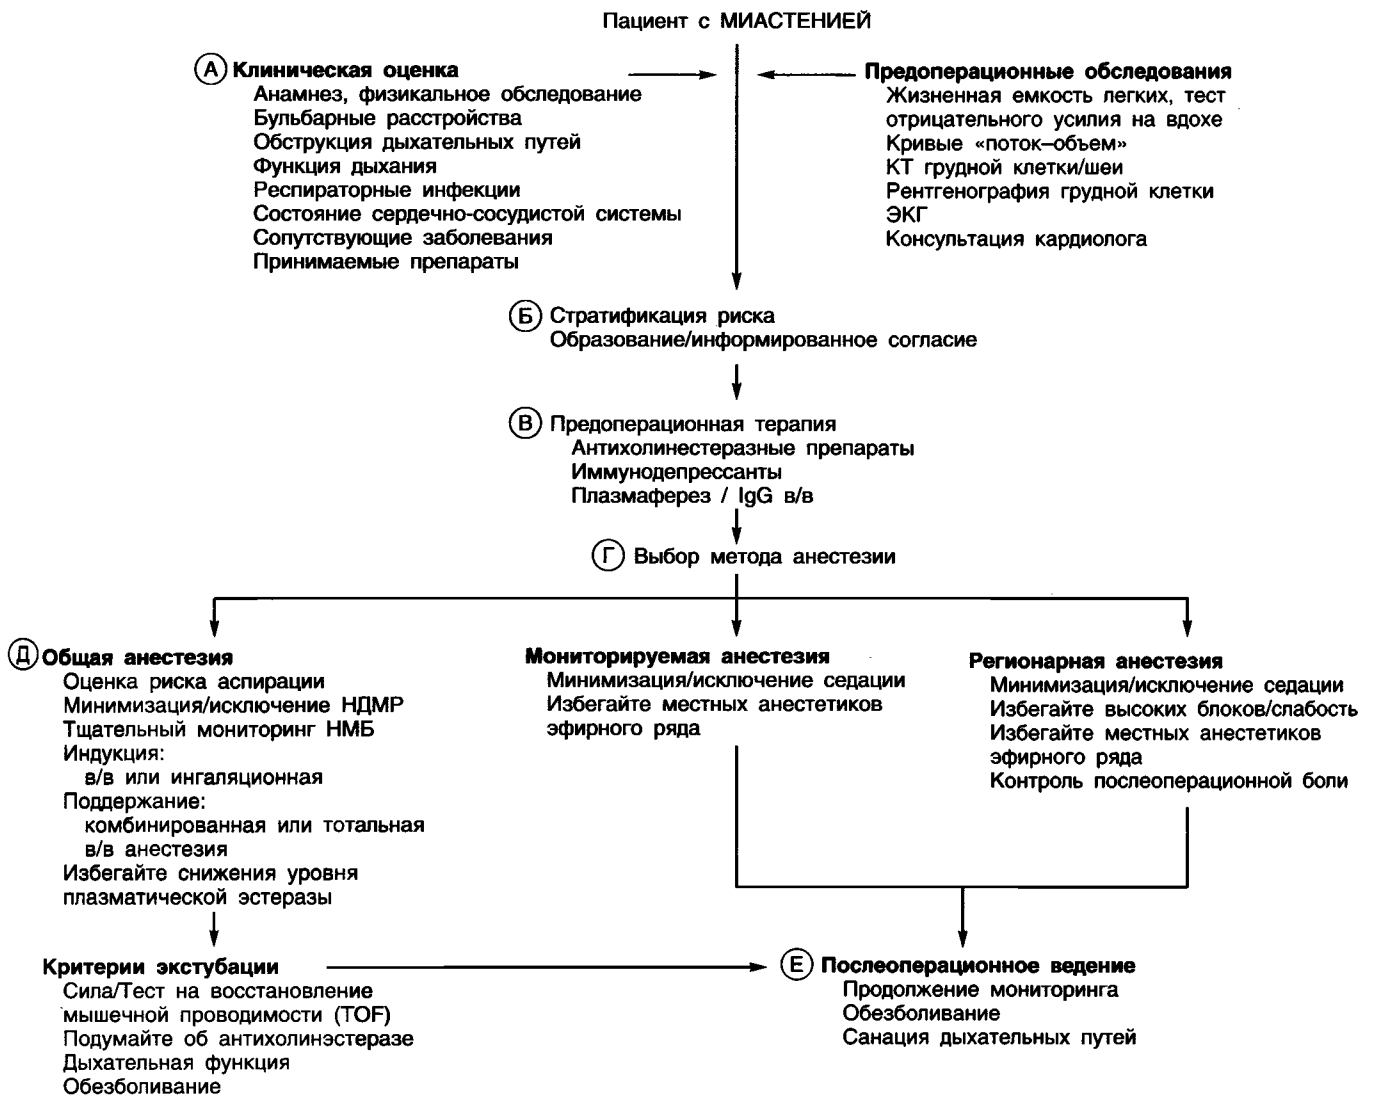 Пациент с МИАСТЕНИЕЙ
А Клиническая оценка
Анамнез, физикальное обследование
Бульбарные расстройства
Обструкция дыхательных путей
Функция дыхания
Респираторные инфекции
Состояние сердечно-сосудистой системы
Сопутствующие заболевания
Принимаемые препараты
Предоперационные обследования
Жизненная емкость легких, тест
отрицательного усилия на вдохе
Кривые «поток–объем»
КТ грудной клетки/шеи
Рентгенография грудной клетки
ЭКГ
Консультация кардиолога
Б Стратификация риска
Образование/информированное согласие
В Предоперационная терапия
Антихолинестеразные препараты
Иммунодепрессанты
Плазмаферез / IgG в/в
Г Выбор метода анестезии
Д Общая анестезия
Оценка риска аспирации
Минимизация/исключение НДМР
Тщательный мониторинг НМБ
Индукция:
в/в или ингаляционная
Поддержание:
комбинированная или тотальная
в/в анестезия
Избегайте снижения уровня
плазматической эстеразы
Мониторируемая анестезия
Минимизация/исключение седации
Избегайте местных анестетиков
эфирного ряда
Регионарная анестезия
Минимизация/исключение седации
Избегайте высоких блоков/слабость
Избегайте местных анестетиков
эфирного ряда
Контроль послеоперационной боли
Критерии экстубации
Сила/Тест на восстановление
мышечной проводимости (TOF)
Подумайте об антихолинэстеразе
Дыхательная функция
Обезболивание
Е Послеоперационное ведение
Продолжение мониторинга
Обезболивание
Санация дыхательных путей